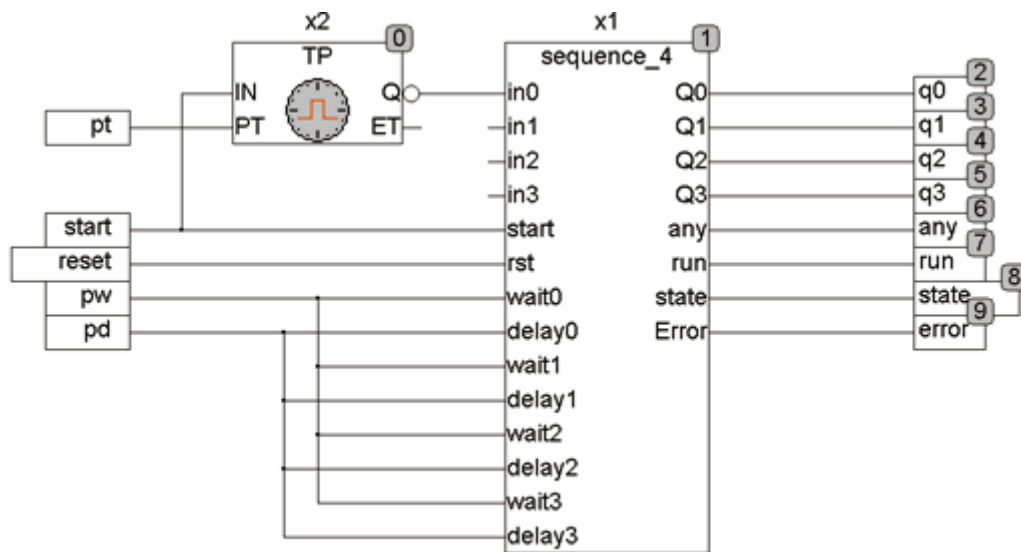 x2
x1
0
1
TP
sequence_4
IN
Q
in0
Q0
q0
2
pt
PT
ET
in1
Q1
q1
3
in2
Q2
q2
4
in3
Q3
q3
5
start
start
any
any
6
reset
rst
run
run
7
pw
wait0
state
state
8
pd
delay0
Error
error
9
wait1
delay1
wait2
delay2
wait3
delay3